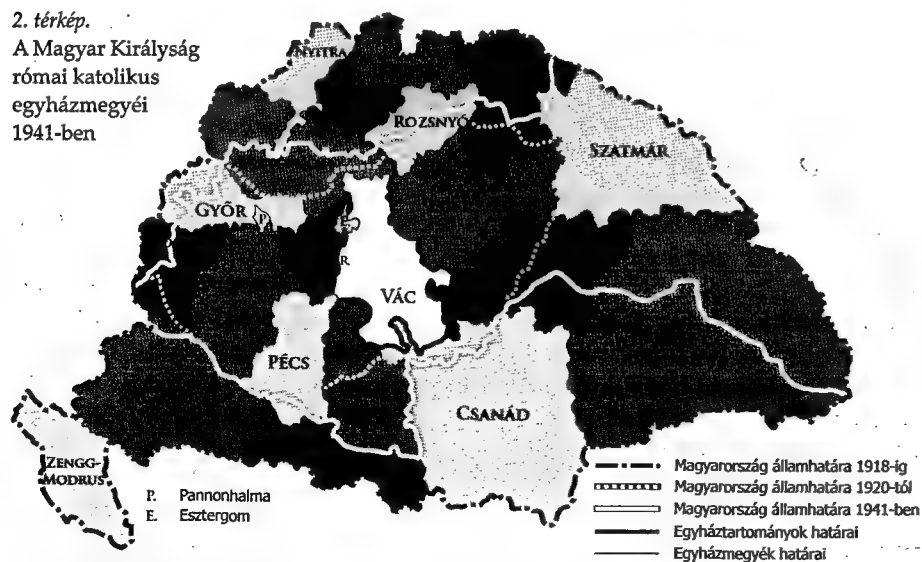 2. térkép.
A Magyar Királyság
római katolikus
egyházmegyéi
1941-ben
NYITRA
ROZSNYÓ
SZATMÁR
GYŐR
P.
R
VÁC
PÉCS
CSANÁD
ZENGG-
MODRUS
P. Pannonhalma
E. Esztergom
Magyarország államhatára 1918-ig
Magyarország államhatára 1920-tól
Magyarország államhatára 1941-ben
Egyháztartományok határai
Egyházmegyék határai